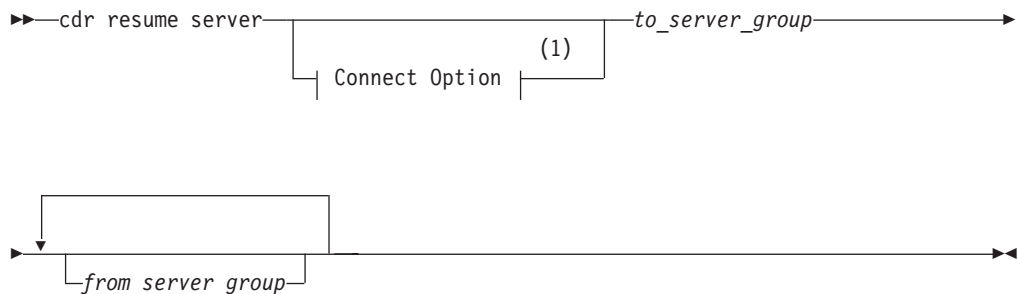 cdr resume server to_server_group
(1)
Connect Option
from server group